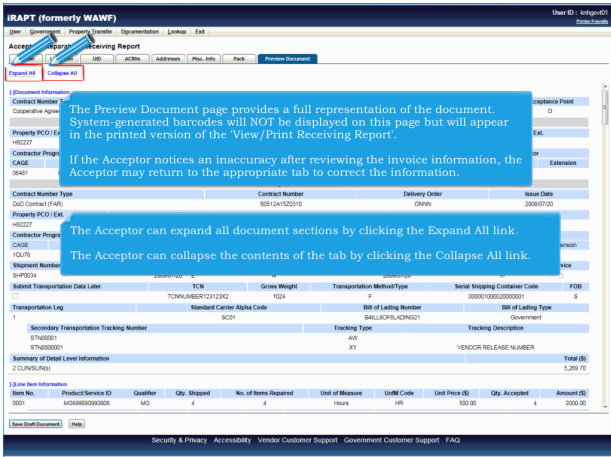 User ID : knhgovt01
Printer Friendly
iRAPT (formerly WAWF)
User Government Property Transfer Documentation Lookup Exit
Receiving Report
UID ACRNs Addresses Misc. Info Pack Preview Document
Expand All Collapse All
[-]Document Information
Contract Number Acceptance Point
Cooperative D
The Preview Document page provides a full representation of the document.
System-generated barcodes will NOT be displayed on this page but will appear
in the printed version of the 'View/Print Receiving Report'.
If the Acceptor notices an inaccuracy after reviewing the invoice information, the
Acceptor may return to the appropriate tab to correct the information.
Property PCO / Ext.
H92227
Contractor
CAGE Extension
06481
Contract Number Type Contract Number Delivery Order Issue Date
DoD Contract (FAR) S0512A15Z0310 GNNN 2008/07/20
Property PCO / Ext.
H92227
Contractor
CAGE
1QU78
The Acceptor can expand all document sections by clicking the Expand All link.
The Acceptor can collapse the contents of the tab by clicking the Collapse All link.
Shipment Number
SHP0034
Submit Transportation Data Later TCN Gross Weight Transportation Method/Type Serial Shipping Container Code FOB
TCNNUMBER123123X2 1024 F 00000100020000001 S
Transportation Leg Standard Carrier Alpha Code Bill of Lading Number Bill of Lading Type
1 SC01 B4ILL8OF6LADING21 Government
Secondary Transportation Tracking Number Tracking Type Tracking Description
STN00001 AW
STN0000001 XY VENDOR RELEASE NUMBER
Summary of Detail Level Information Total ($)
2 CLIN/SLIN(s) 5,269.70
[-]Line Item Information
Item No. Product/Service ID Qualifier Qty. Shipped No. of Items Repaired Unit of Measure UofM Code Unit Price ($) Qty. Accepted Amount ($)
0001 MG899080980808 MG 4 4 Hours HR 500.00 4 2000.00
Save Draft Document Help
Security & Privacy Accessibility Vendor Customer Support Government Customer Support FAQ